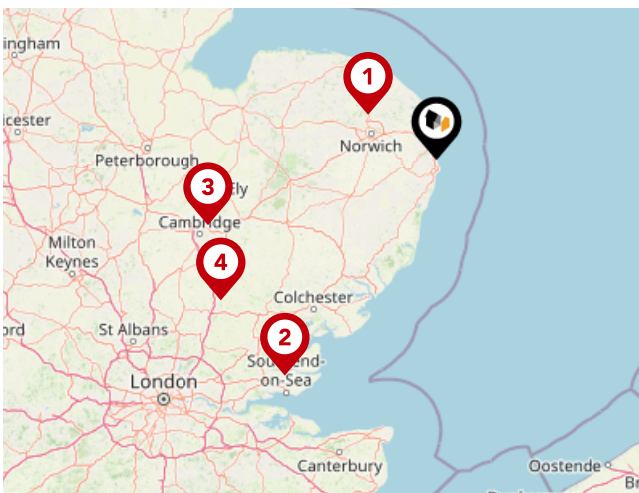 ingham
1
icester
Norwich
Peterborough
3
Ely
Cambridge
Milton
Keynes
4
Colchester
ord
St Albans
2
on-Sea
London
Canterbury
Oostende